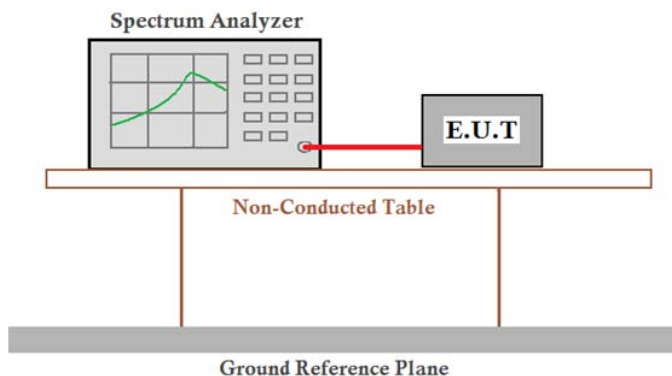 Spectrum Analyzer
E.U.T
Non-Conducted Table
Ground Reference Plane